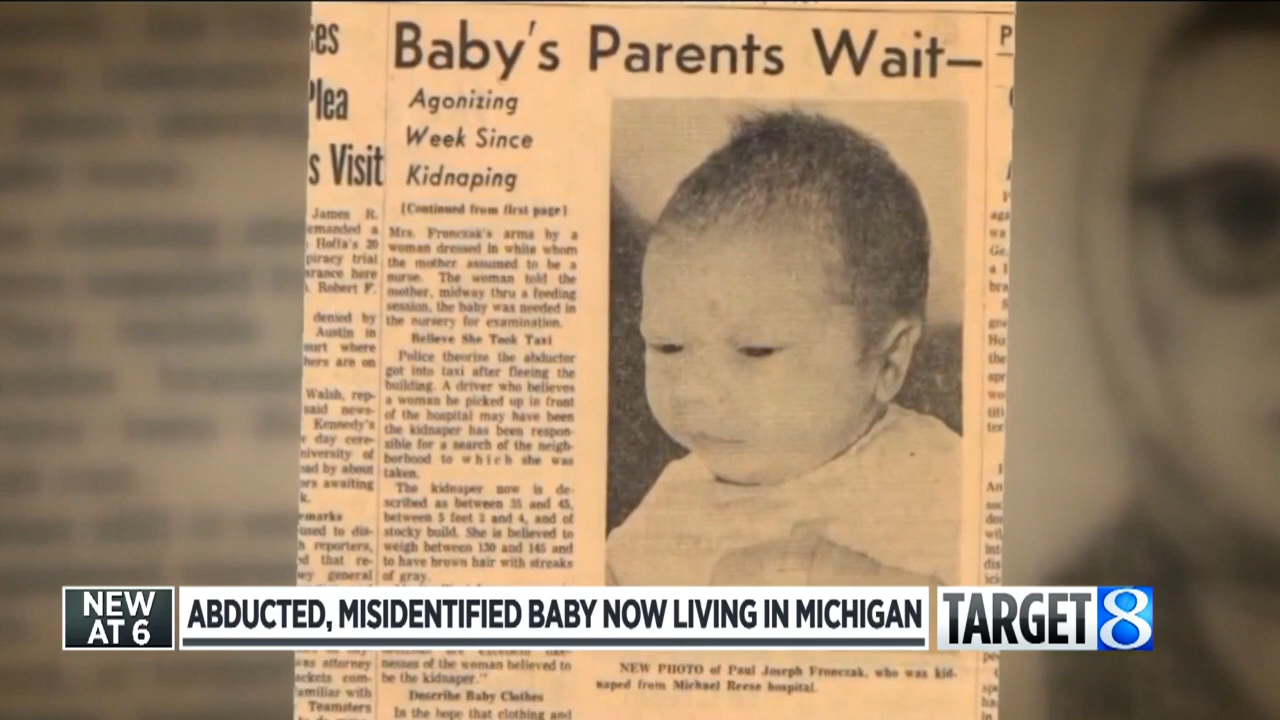 Baby's Parents Wait—
Agonizing
Week Since
Kidnaping
[Continued from first page]
Mrs. Fronczak's arms by a
woman dressed in white whom
the mother assumed to be a
nurse. The woman told the
mother, midway thru a feeding
session, the baby was needed in
the nursery for examination.
Believe She Took Taxi
Police theorize the abductor
got into taxi after fleeing the
building. A driver who believes
a woman he picked up in front
of the hospital may have been
the kidnaper has been respon-
sible for a search of the neigh-
borhood to which she was
taken.
The kidnaper now is de-
scribed as between 35 and 45,
between 5 feet 2 and 4, and of
stocky build. She is believed to
weigh between 130 and 145 and
to have brown hair with streaks
of gray.
nesses of the woman believed to
be the kidnaper."
Describe Baby Clothes
In the hope that clothing and
NEW PHOTO of Paul Joseph Fronczak, who was kid-
naped from Michael Reese hospital.
Plea
s Visit
James R.
emanded a
Hoffa's 20
piracy trial
arance here
Robert F.
denied by
Austin in
ourt where
hers are on
Walsh, rep-
said news-
Kennedy's
day cere-
niversity of
ad by about
ers awaiting
k.
emarks
used to dis-
h reporters,
d that re-
ey general
was attorney
ackets com-
amiliar with
Teamsters
NEW
AT 6
ABDUCTED, MISIDENTIFIED BABY NOW LIVING IN MICHIGAN
TARGET 8